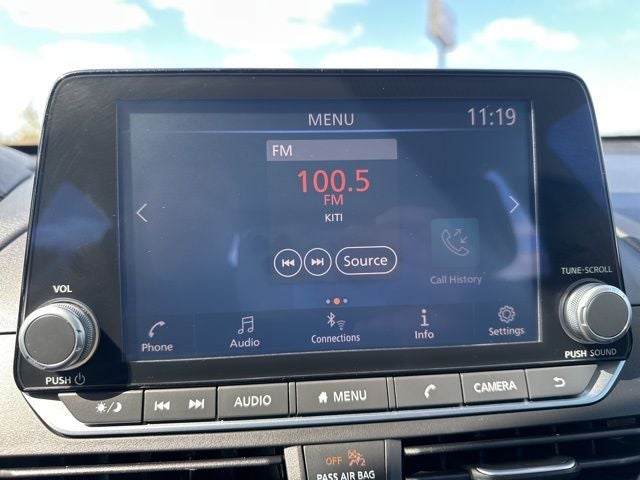 MENU 11:19
FM
100.5
FM
KITI
Source
Call History
Phone Audio Connections Info Settings
VOL
PUSH
TUNE·SCROLL
PUSH SOUND
AUDIO MENU CAMERA
OFF
PASS AIR BAG